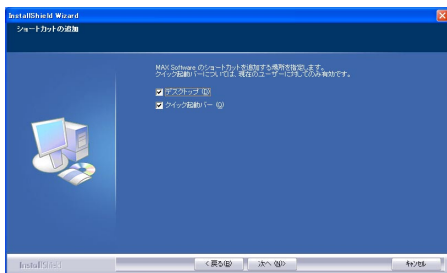 InstallShield Wizard
ショートカットの追加
MAX Software のショートカットを追加する場所を指定します。
クイック起動バーについては、現在のユーザーに対してのみ有効です。
デスクトップ (D)
クイック起動バー (Q)
InstallShield
< 戻る(B)
次へ (N)>
キャンセル